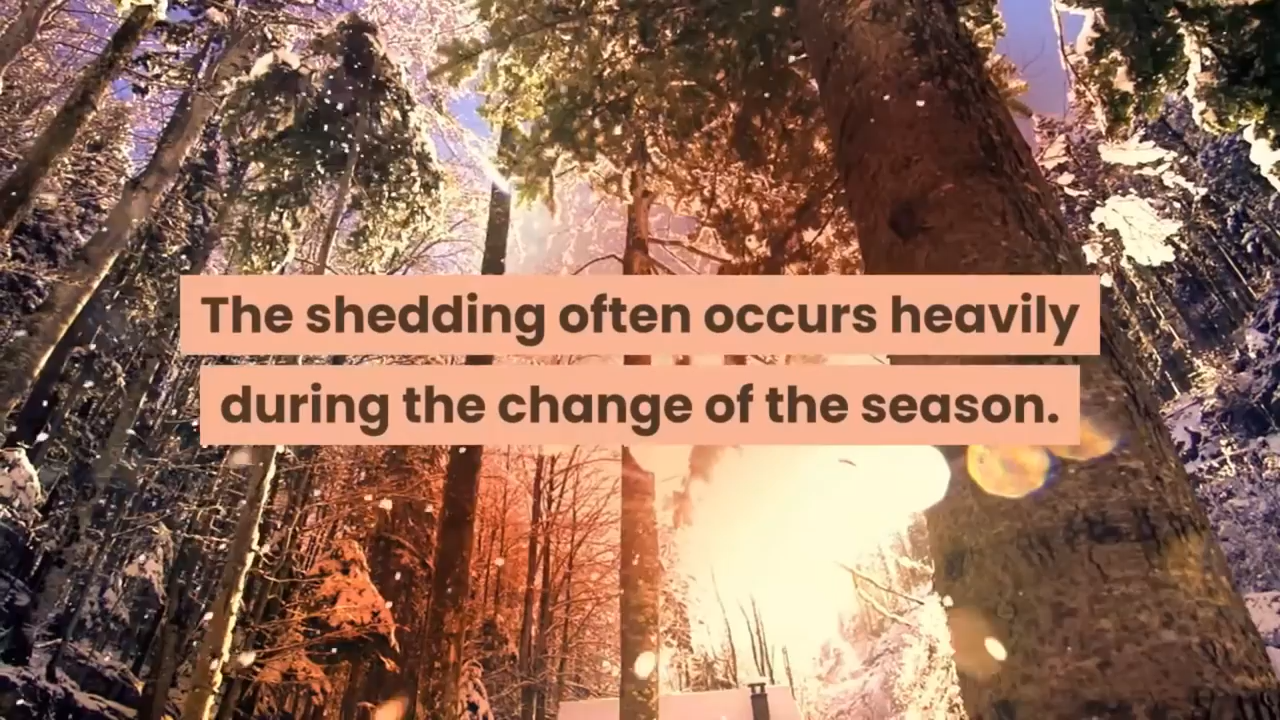 The shedding often occurs heavily
during the change of the season.